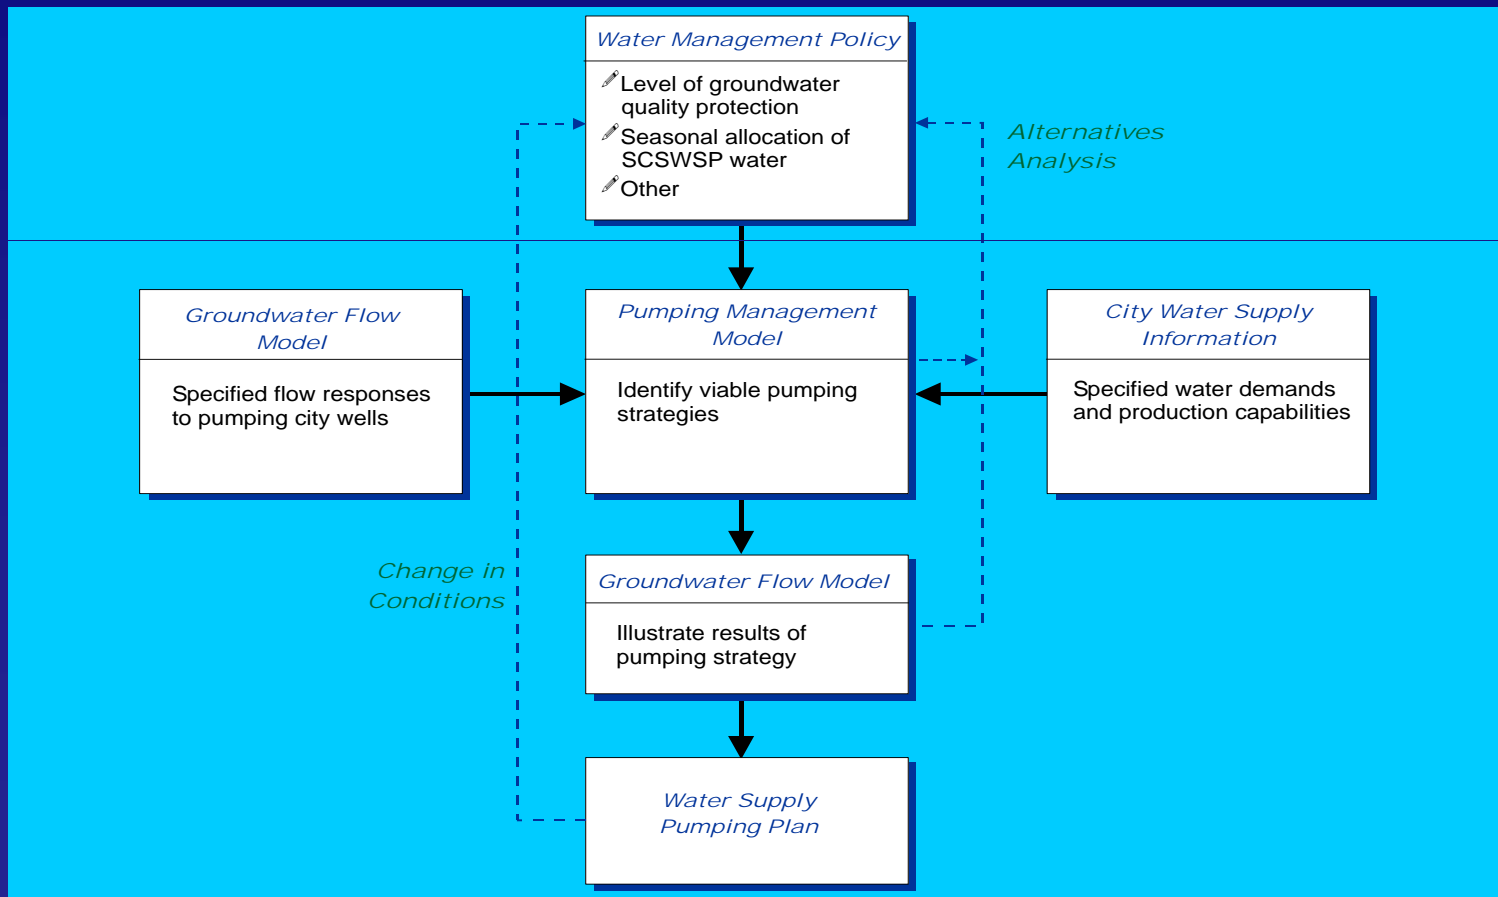 Water Management Policy
Level of groundwater
quality protection
Seasonal allocation of
SCSWSP water
Other
Alternatives
Analysis
Groundwater Flow
Model
Specified flow responses
to pumping city wells
Pumping Management
Model
Identify viable pumping
strategies
City Water Supply
Information
Specified water demands
and production capabilities
Change in
Conditions
Groundwater Flow Model
Illustrate results of
pumping strategy
Water Supply
Pumping Plan